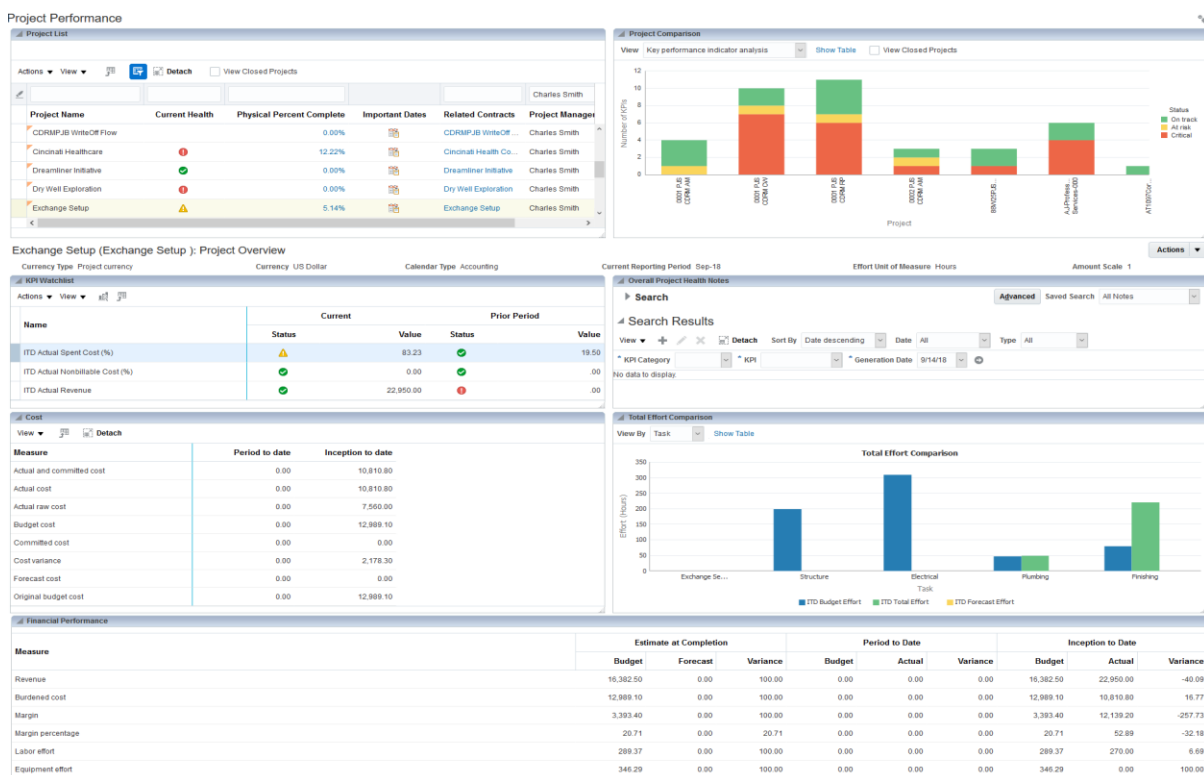 Project Performance
Project List
Actions View Detach View Closed Projects
Charles Smith
Project Name Current Health Physical Percent Complete Important Dates Related Contracts Project Manager
CDRMPJB WriteOff Flow 0.00% CDRMPJB WriteOff ... Charles Smith
Cincinati Healthcare 12.22% Cincinati Health Co... Charles Smith
Dreamliner Initiative 0.00% Dreamliner Initiative Charles Smith
Dry Well Exploration 0.00% Dry Well Exploration Charles Smith
Exchange Setup 5.14% Exchange Setup Charles Smith
Project Comparison
View Key performance indicator analysis Show Table View Closed Projects
Number of KPIs
12
10
8
6
4
2
0
0001 PJS CDRM AM
0001 PJS CDRM CW
0001 PJS CDRM RP
0002 PJS CDRM AM
AJ-Profess... Services-000
Project
Status
On track
At risk
Critical
Exchange Setup (Exchange Setup ): Project Overview
Actions
Currency Type Project currency Currency US Dollar Calendar Type Accounting Current Reporting Period Sep-18 Effort Unit of Measure Hours Amount Scale 1
KPI Watchlist
Actions View
Name Current Prior Period
Status Value Status Value
ITD Actual Spent Cost (%) 83.23 19.50
ITD Actual Nonbillable Cost (%) 0.00 .00
ITD Actual Revenue 22,950.00 .00
Overall Project Health Notes
Search Advanced Saved Search All Notes
Search Results
View Detach Sort By Date descending Date All Type All
* KPI Category * KPI * Generation Date 9/14/18
No data to display.
Cost
View Detach
Measure Period to date Inception to date
Actual and committed cost 0.00 10,810.80
Actual cost 0.00 10,810.80
Actual raw cost 0.00 7,560.00
Budget cost 0.00 12,989.10
Committed cost 0.00 0.00
Cost variance 0.00 2,178.30
Forecast cost 0.00 0.00
Original budget cost 0.00 12,989.10
Total Effort Comparison
View By Task Show Table
Total Effort Comparison
Effort (Hours)
350
300
250
200
150
100
50
0
Exchange Se... Structure Electrical Plumbing Finishing
Task
ITD Budget Effort ITD Total Effort ITD Forecast Effort
Financial Performance
Measure Estimate at Completion Period to Date Inception to Date
Budget Forecast Variance Budget Actual Variance Budget Actual Variance
Revenue 16,382.50 0.00 100.00 0.00 0.00 0.00 16,382.50 22,950.00 -40.09
Burdened cost 12,989.10 0.00 100.00 0.00 0.00 0.00 12,989.10 10,810.80 16.77
Margin 3,393.40 0.00 100.00 0.00 0.00 0.00 3,393.40 12,139.20 -257.73
Margin percentage 20.71 0.00 20.71 0.00 0.00 0.00 20.71 52.89 -32.18
Labor effort 289.37 0.00 100.00 0.00 0.00 0.00 289.37 270.00 6.69
Equipment effort 346.29 0.00 100.00 0.00 0.00 0.00 346.29 0.00 100.00